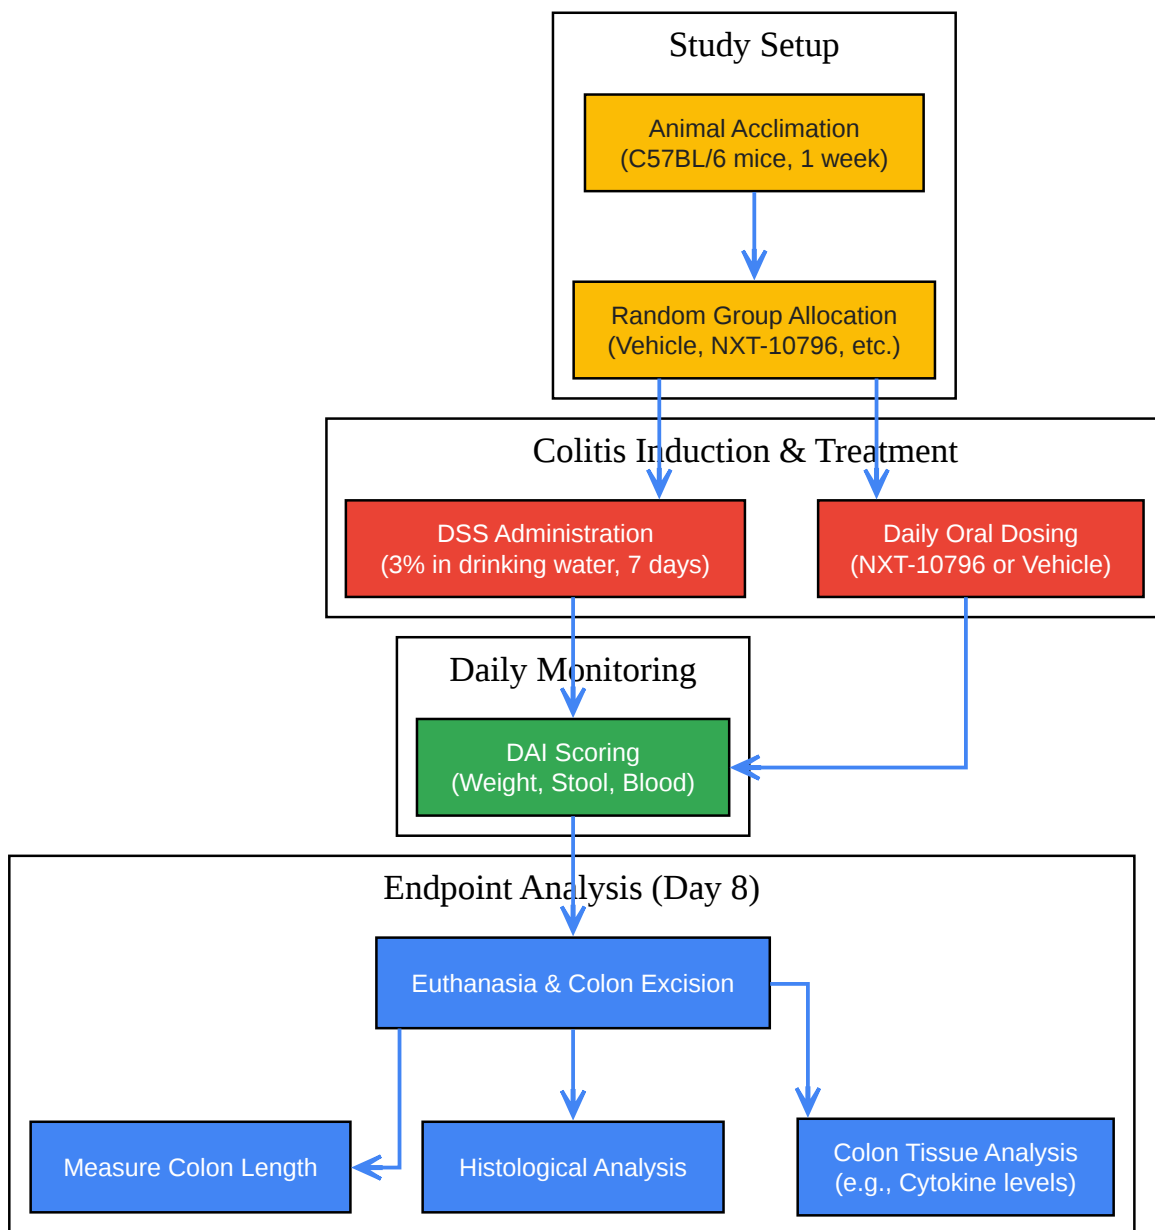 Study Setup
Animal Acclimation
(C57BL/6 mice, 1 week)
Random Group Allocation
(Vehicle, NXT-10796, etc.)
Colitis Induction & Treatment
DSS Administration
(3% in drinking water, 7 days)
Daily Oral Dosing
(NXT-10796 or Vehicle)
Daily Monitoring
DAI Scoring
(Weight, Stool, Blood)
Endpoint Analysis (Day 8)
Euthanasia & Colon Excision
Measure Colon Length
Histological Analysis
Colon Tissue Analysis
(e.g., Cytokine levels)